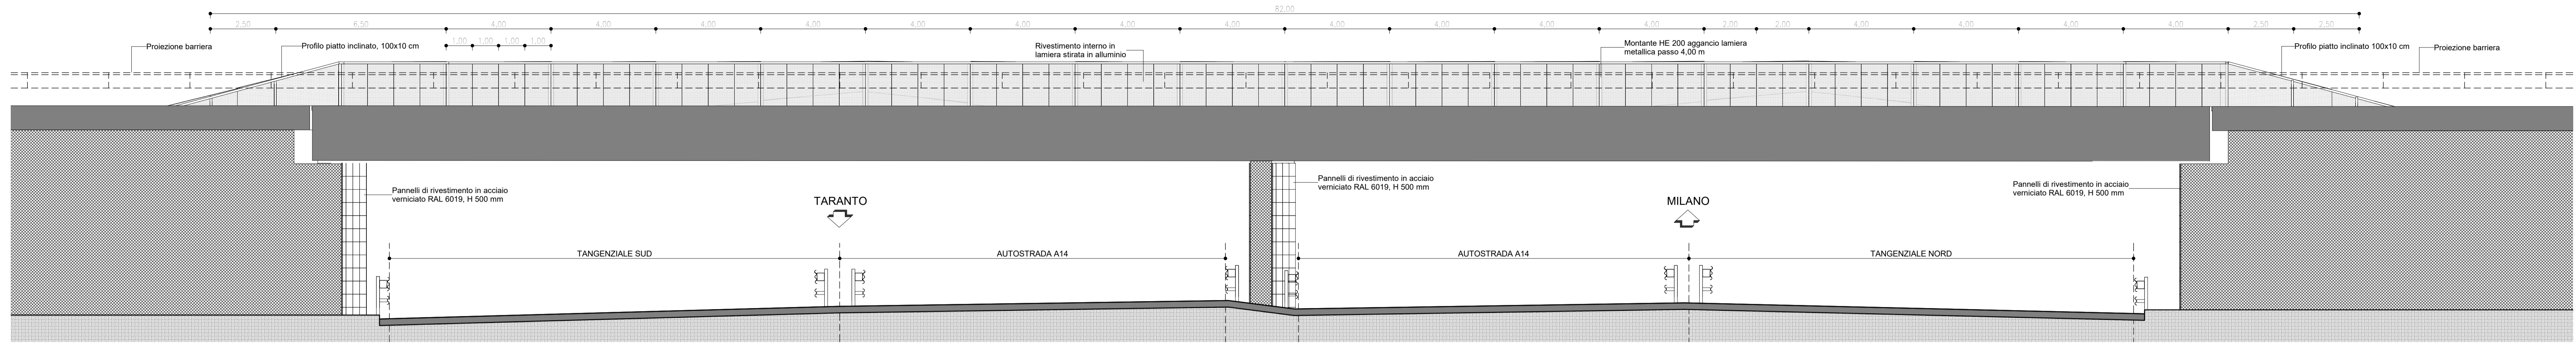 82,00
2,50 6,50 4,00 4,00 4,00 4,00 4,00 4,00 4,00 4,00 4,00 4,00 4,00 4,00 2,00 2,00 4,00 4,00 4,00 4,00 2,50 2,50
1,00 1,00 1,00 1,00
Proiezione barriera
Profilo piatto inclinato, 100x10 cm
Rivestimento interno in
lamiera stirata in alluminio
Montante HE 200 aggancio lamiera
metallica passo 4,00 m
Profilo piatto inclinato 100x10 cm
Proiezione barriera
Pannelli di rivestimento in acciaio
verniciato RAL 6019, H 500 mm
TARANTO
Pannelli di rivestimento in acciaio
verniciato RAL 6019, H 500 mm
MILANO
Pannelli di rivestimento in acciaio
verniciato RAL 6019, H 500 mm
TANGENZIALE SUD
AUTOSTRADA A14
AUTOSTRADA A14
TANGENZIALE NORD